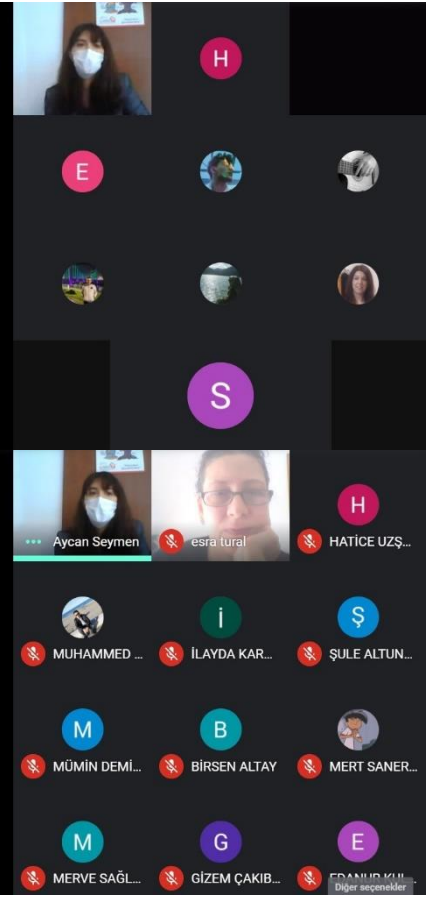 H
E
S
Aycan Seymen
esra tural
H
HATİCE UZŞ...
MUHAMMED ...
İ
İLAYDA KAR...
Ş
ŞULE ALTUN...
M
MÜMİN DEMİ...
B
BİRSEN ALTAY
MERT SANER...
M
MERVE SAĞL...
G
GİZEM ÇAKIB...
E
Diğer seçenekler